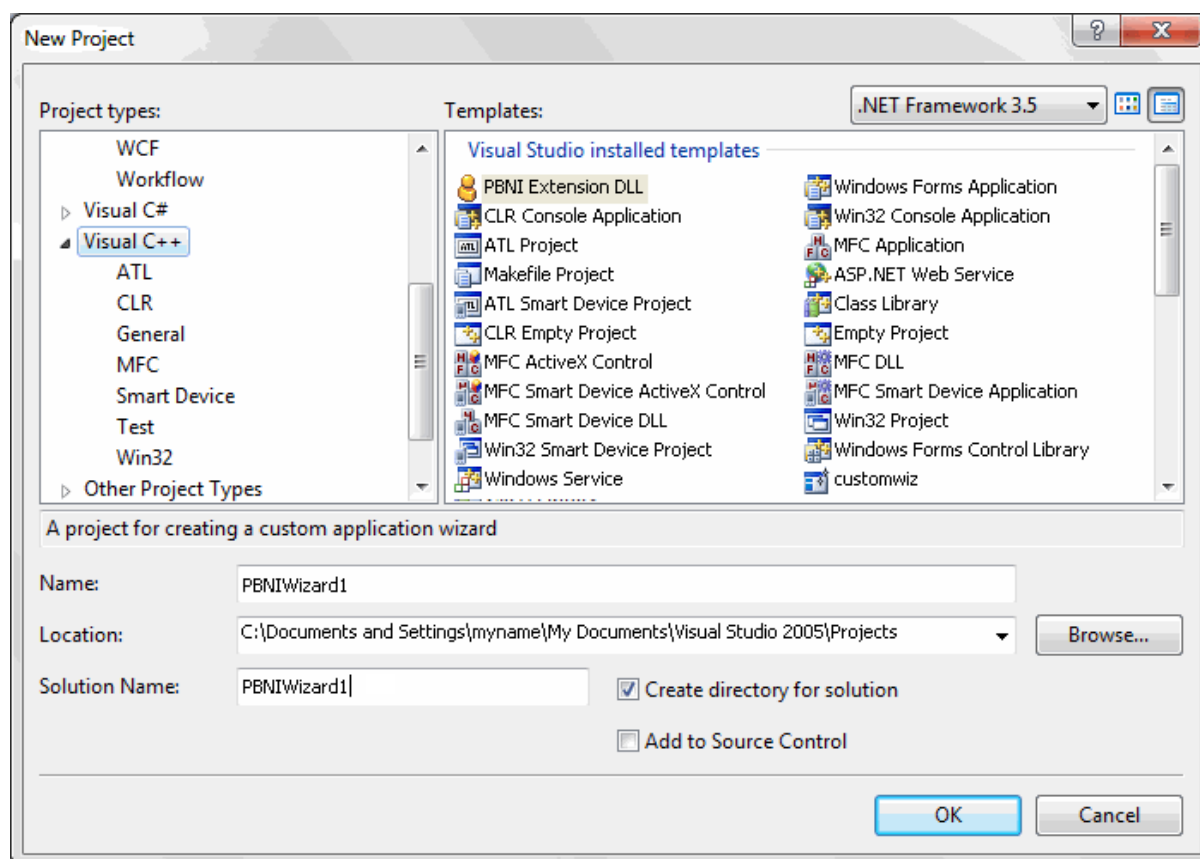 New Project
Project types:
Templates:
.NET Framework 3.5
WCF
Workflow
Visual C#
Visual C++
ATL
CLR
General
MFC
Smart Device
Test
Win32
Other Project Types
Visual Studio installed templates
PBNI Extension DLL
Windows Forms Application
CLR Console Application
Win32 Console Application
ATL Project
MFC Application
Makefile Project
ASP.NET Web Service
ATL Smart Device Project
Class Library
CLR Empty Project
Empty Project
MFC ActiveX Control
MFC DLL
MFC Smart Device ActiveX Control
MFC Smart Device Application
MFC Smart Device DLL
Win32 Project
Win32 Smart Device Project
Windows Forms Control Library
Windows Service
customwiz
A project for creating a custom application wizard
Name:
PBNIWizard1
Location:
C:\Documents and Settings\myname\My Documents\Visual Studio 2005\Projects
Browse...
Solution Name:
PBNIWizard1
Create directory for solution
Add to Source Control
OK
Cancel